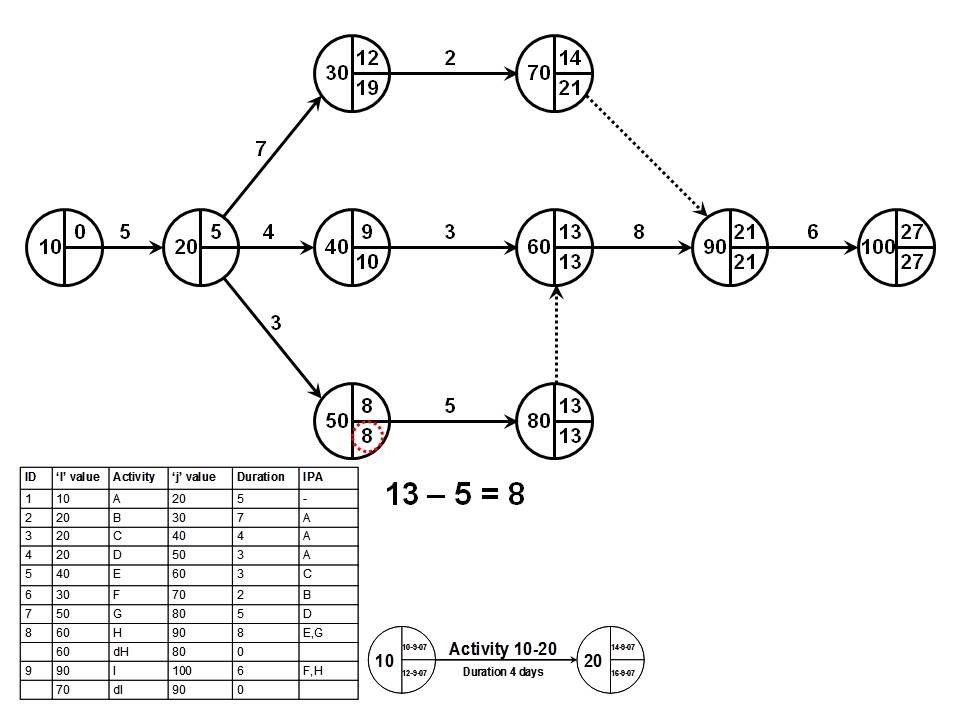 30 12 19 2 70 14 21
7
10 0 5 20 5 4 40 9 10 3 60 13 13 8 90 21 21 6 100 27 27
3
50 8 8 5 80 13 13
13 – 5 = 8
ID ‘I’ value Activity ‘j’ value Duration IPA
1 10 A 20 5 -
2 20 B 30 7 A
3 20 C 40 4 A
4 20 D 50 3 A
5 40 E 60 3 C
6 30 F 70 2 B
7 50 G 80 5 D
8 60 H 90 8 E,G
60 dH 80 0
9 90 I 100 6 F,H
70 dI 90 0
10 10-9-07 12-9-07 Activity 10-20 20 14-9-07 16-9-07
Duration 4 days